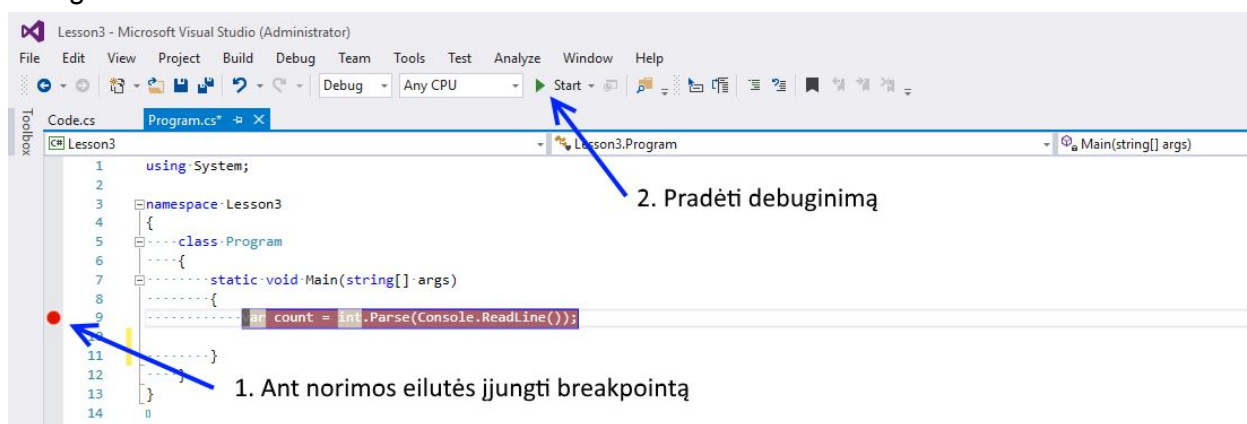 Lesson3 - Microsoft Visual Studio (Administrator)
File Edit View Project Build Debug Team Tools Test Analyze Window Help
Debug Any CPU Start
Toolbox
Code.cs Program.cs*
C# Lesson3 Lesson3.Program Main(string[] args)
1 using System;
2
2. Pradėti debuginimą
3 namespace Lesson3
4 {
5 class Program
6 {
7 static void Main(string[] args)
8 {
9 var count = int.Parse(Console.ReadLine());
10
11 }
12 }
1. Ant norimos eilutės įjungti breakpointą
13 }
14